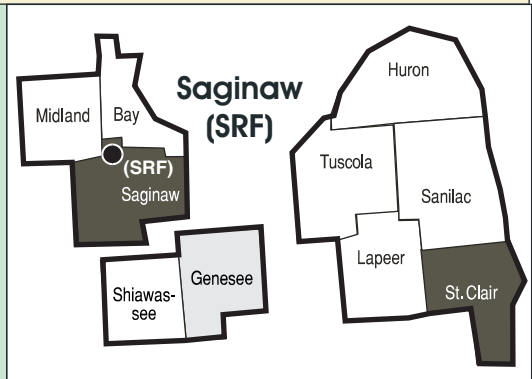 Saginaw
(SRF)
Midland
Bay
(SRF)
Saginaw
Shiawas-
see
Genesee
Huron
Tuscola
Sanilac
Lapeer
St. Clair